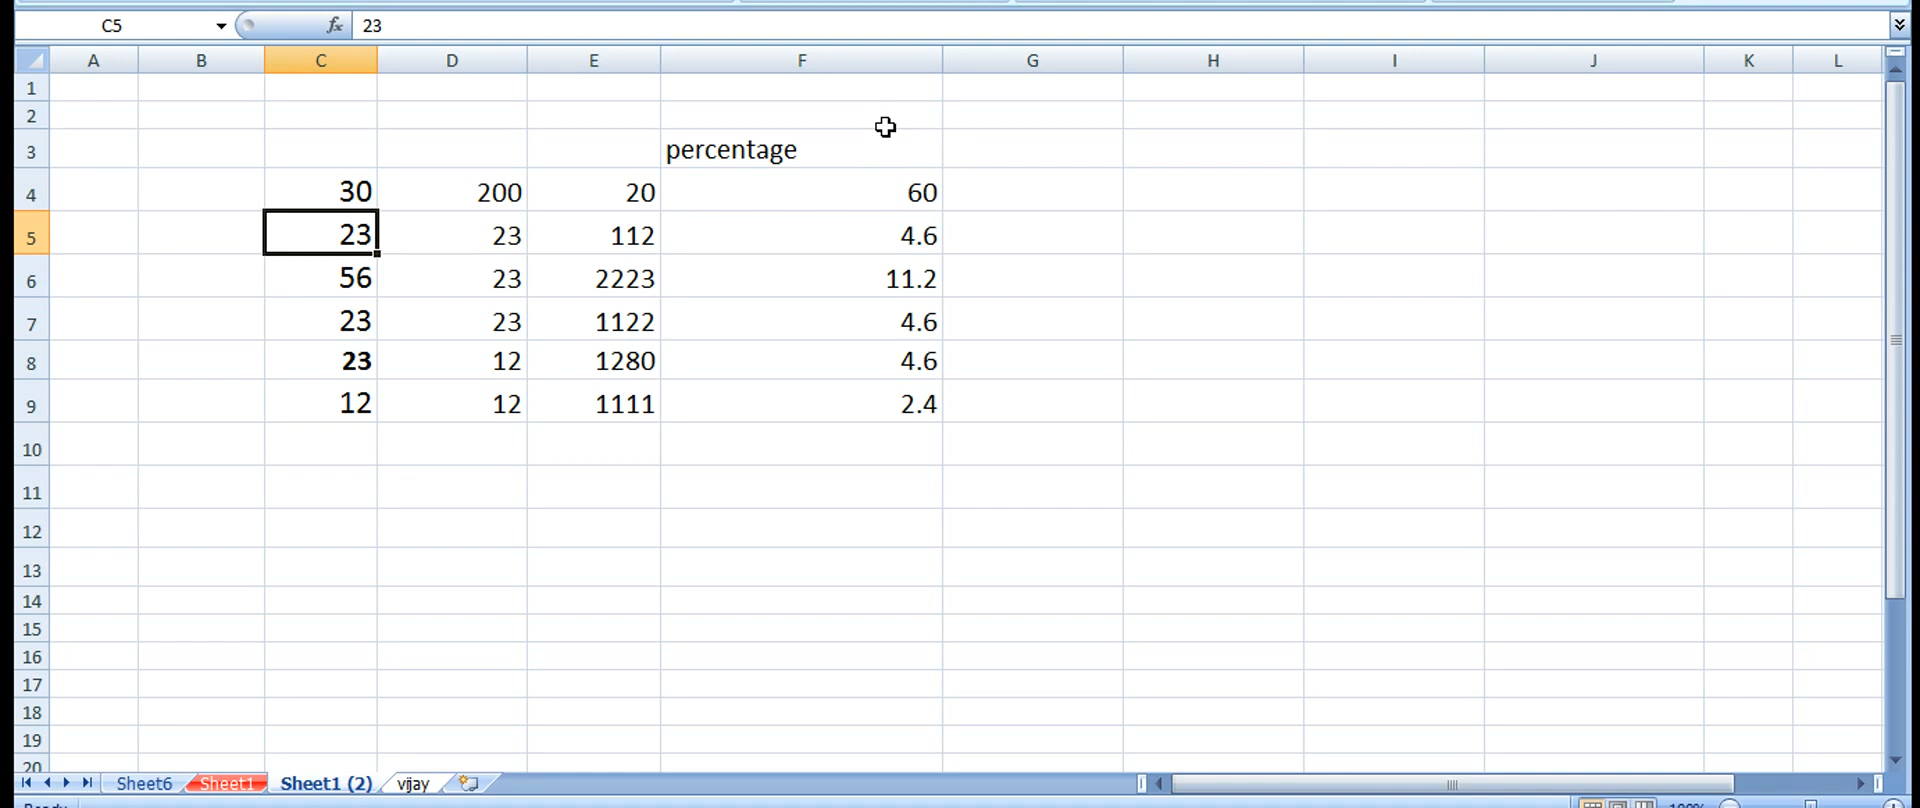 C5 fx 23
A B C D E F G H I J K L
1
2
3 percentage
4 30 200 20 60
5 23 23 112 4.6
6 56 23 2223 11.2
7 23 23 1122 4.6
8 23 12 1280 4.6
9 12 12 1111 2.4
10
11
12
13
14
15
16
17
18
19
20
Sheet6 Sheet1 Sheet1 (2) vijay
Ready 100%